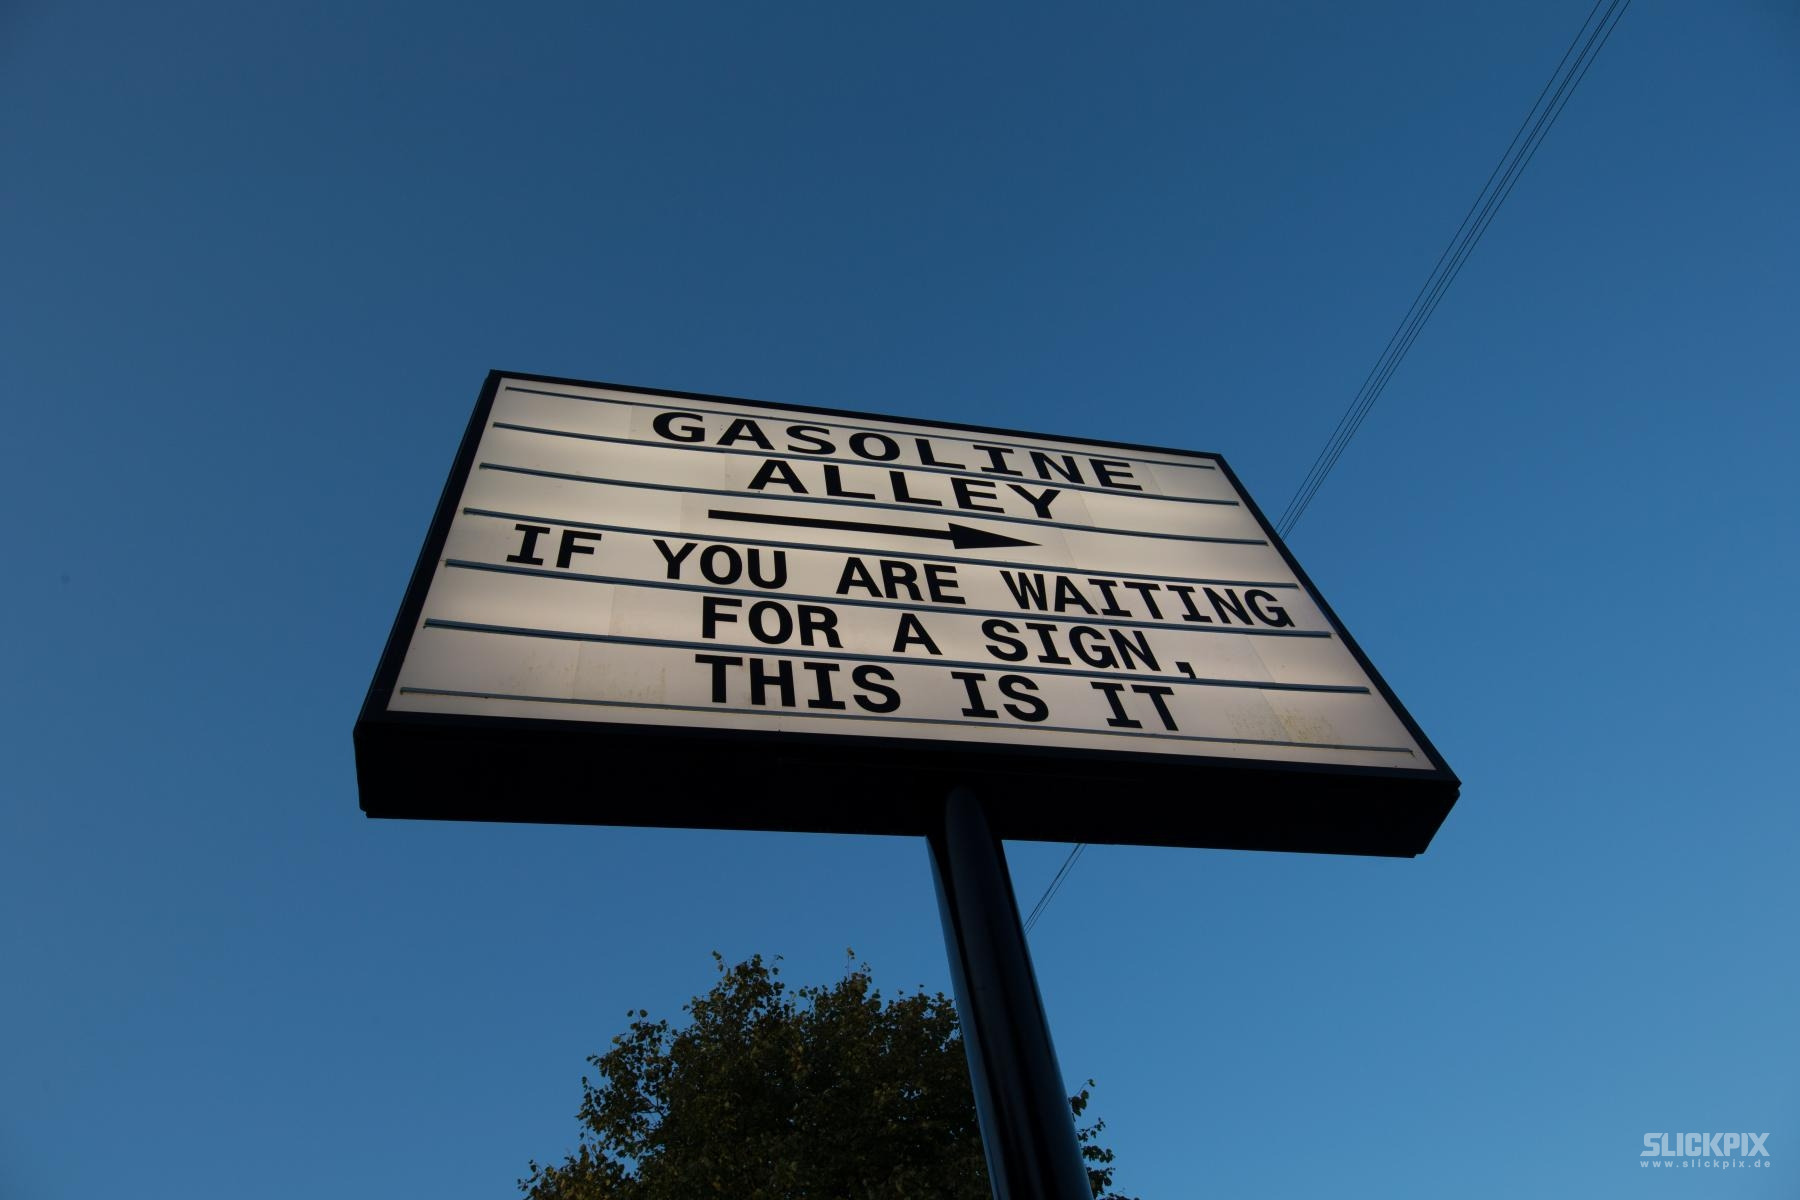 GASOLINE
ALLEY
IF YOU ARE WAITING
FOR A SIGN,
THIS IS IT
SLICKPIX
www.slickpix.de